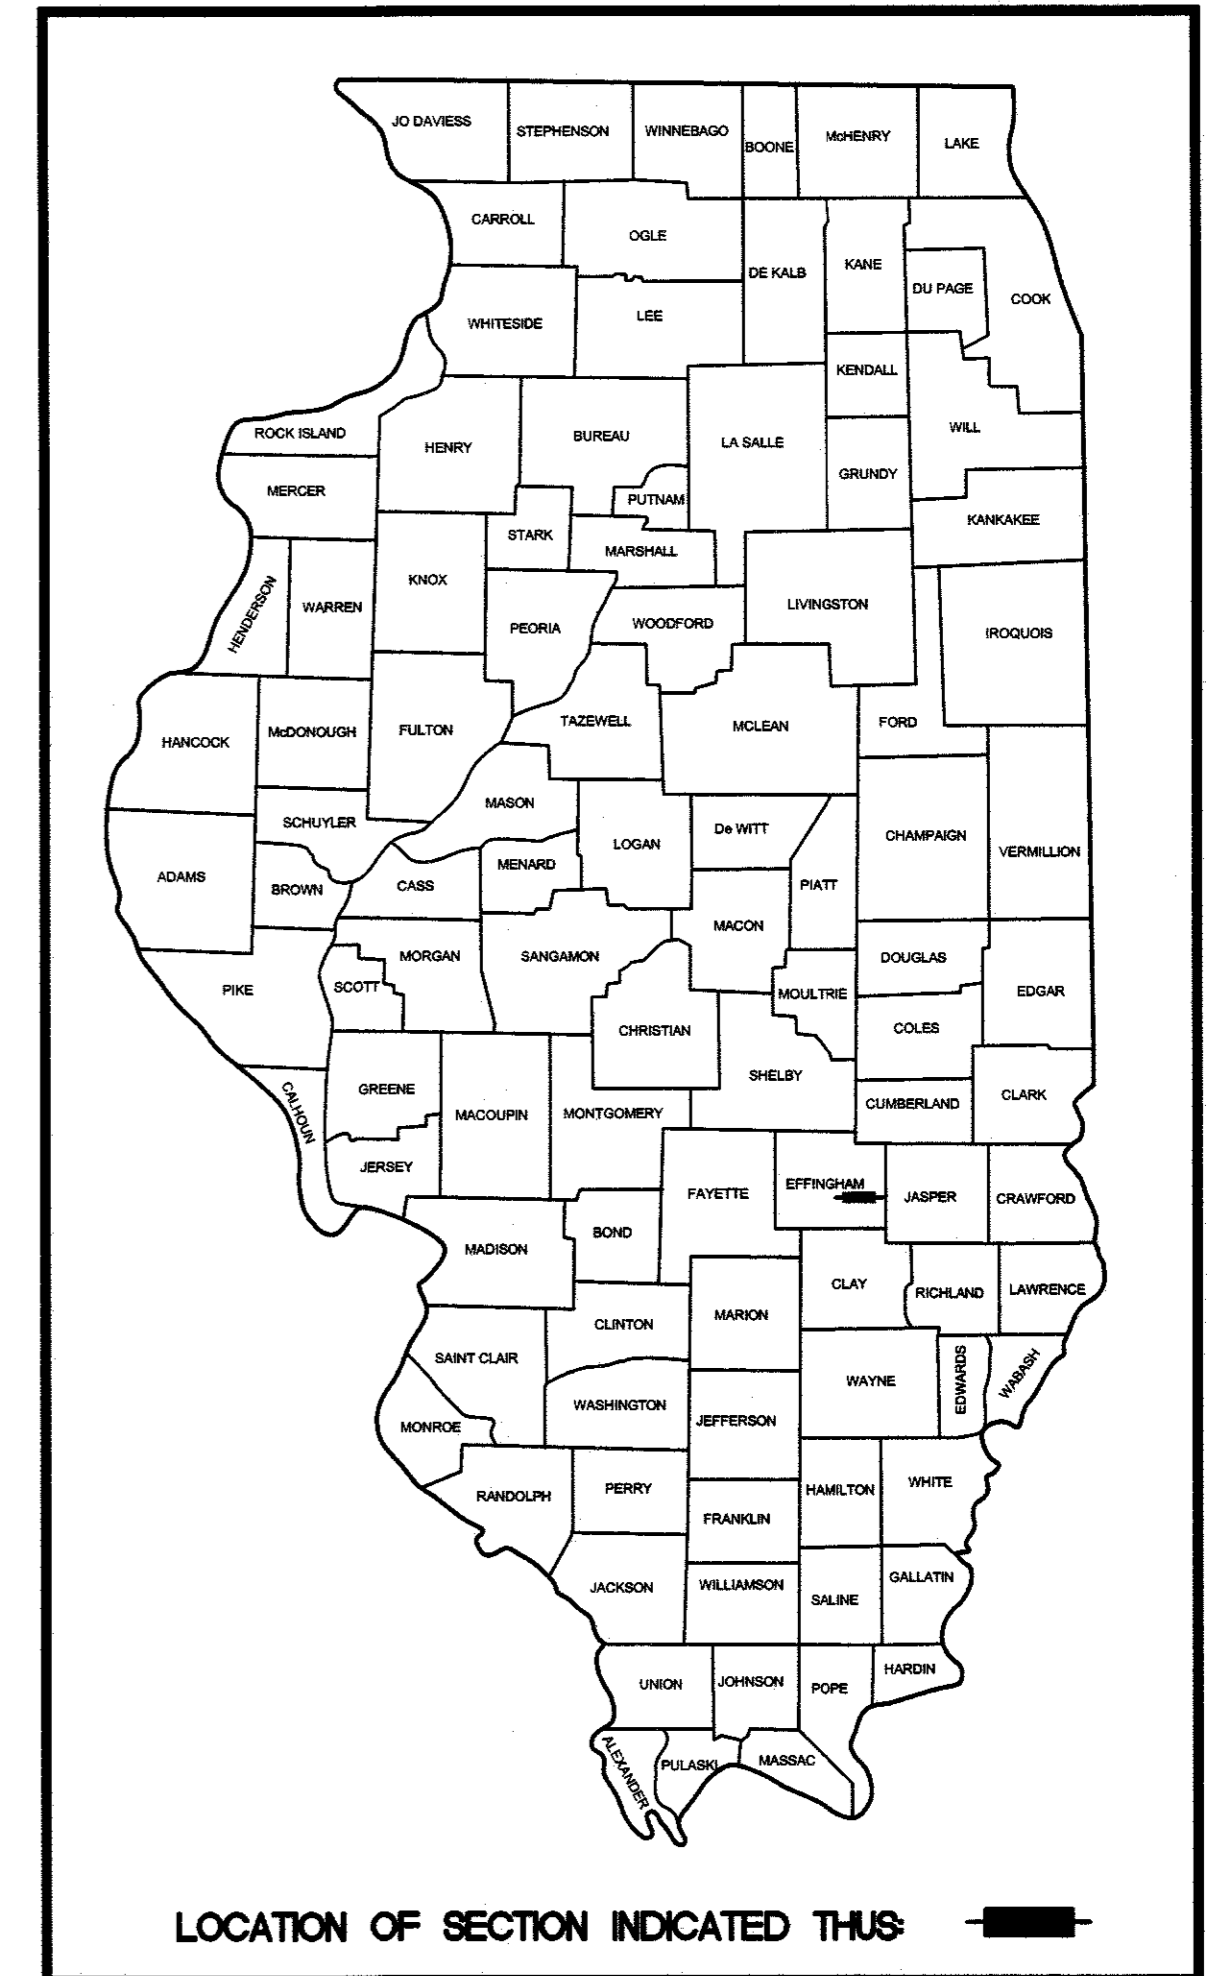 JO DAVIESS
STEPHENSON
WINNEBAGO
BOONE
McHENRY
LAKE
CARROLL
OGLE
DE KALB
KANE
DU PAGE
COOK
WHITESIDE
LEE
KENDALL
ROCK ISLAND
HENRY
BUREAU
LA SALLE
WILL
GRUNDY
MERCER
PUTNAM
KANKAKEE
STARK
MARSHALL
HENDERSON
WARREN
KNOX
PEORIA
WOODFORD
LIVINGSTON
IROQUOIS
HANCOCK
McDONOUGH
FULTON
TAZEWELL
MCLEAN
FORD
MASON
SCHUYLER
LOGAN
De WITT
CHAMPAIGN
VERMILLION
ADAMS
BROWN
CASS
MENARD
PIATT
MACON
PIKE
SCOTT
MORGAN
SANGAMON
DOUGLAS
MOULTRIE
EDGAR
CHRISTIAN
COLES
CALHOUN
GREENE
MACOUPIN
MONTGOMERY
SHELBY
CUMBERLAND
CLARK
JERSEY
FAYETTE
EFFINGHAM
JASPER
CRAWFORD
MADISON
BOND
CLAY
RICHLAND
LAWRENCE
CLINTON
MARION
SAINT CLAIR
WAYNE
EDWARDS
WABASH
WASHINGTON
JEFFERSON
MONROE
RANDOLPH
PERRY
HAMILTON
WHITE
FRANKLIN
JACKSON
WILLIAMSON
SALINE
GALLATIN
UNION
JOHNSON
POPE
HARDIN
ALEXANDER
PULASKI
MASSAC
LOCATION OF SECTION INDICATED THUS: